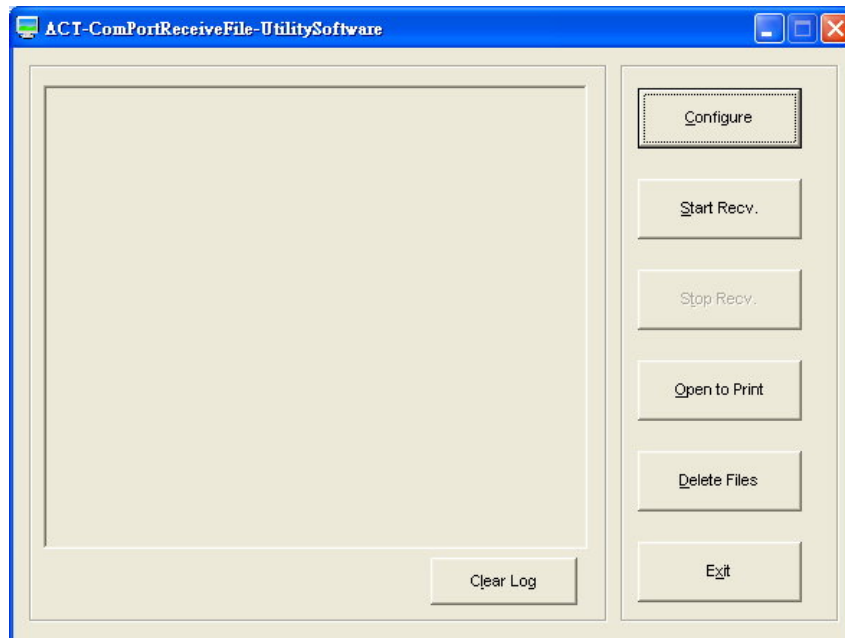 ACT-ComPortReceiveFile-UtilitySoftware
Configure
Start Recv.
Stop Recv.
Open to Print
Delete Files
Clear Log
Exit